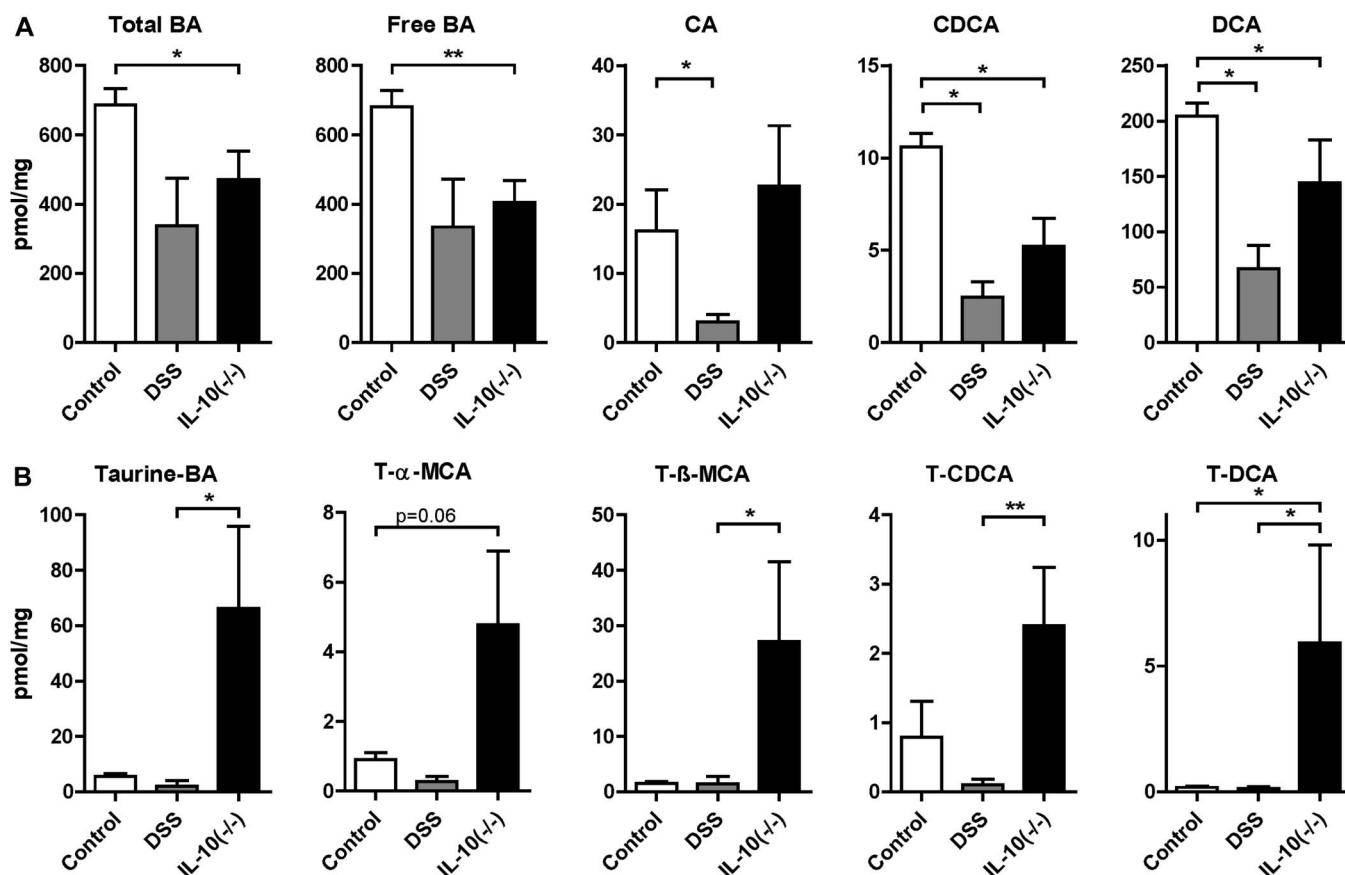 A
Total BA
*
800
600
400
200
0
pmol/mg
Control
DSS
IL-10(-/-)
Free BA
**
800
600
400
200
0
Control
DSS
IL-10(-/-)
CA
*
40
30
20
10
0
Control
DSS
IL-10(-/-)
CDCA
*
*
15
10
5
0
Control
DSS
IL-10(-/-)
DCA
*
*
250
200
150
100
50
0
Control
DSS
IL-10(-/-)
B
Taurine-BA
*
100
80
60
40
20
0
pmol/mg
Control
DSS
IL-10(-/-)
T-α-MCA
p=0.06
8
6
4
2
0
Control
DSS
IL-10(-/-)
T-ß-MCA
*
50
40
30
20
10
0
Control
DSS
IL-10(-/-)
T-CDCA
**
4
3
2
1
0
Control
DSS
IL-10(-/-)
T-DCA
*
*
10
5
0
Control
DSS
IL-10(-/-)